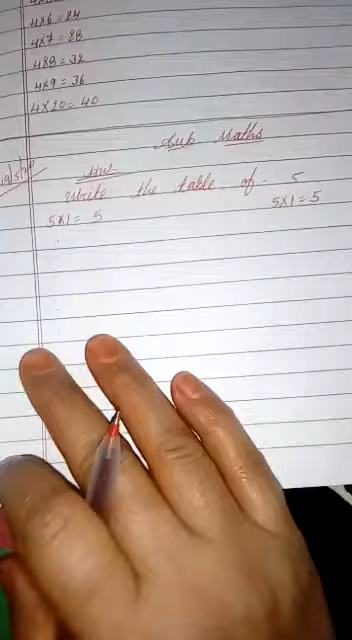 4×6 = 24
4×7 = 28
4×8 = 32
4×9 = 36
4×10 = 40
Sub Maths
Write the table of 5
5×1 = 5
5×1 = 5